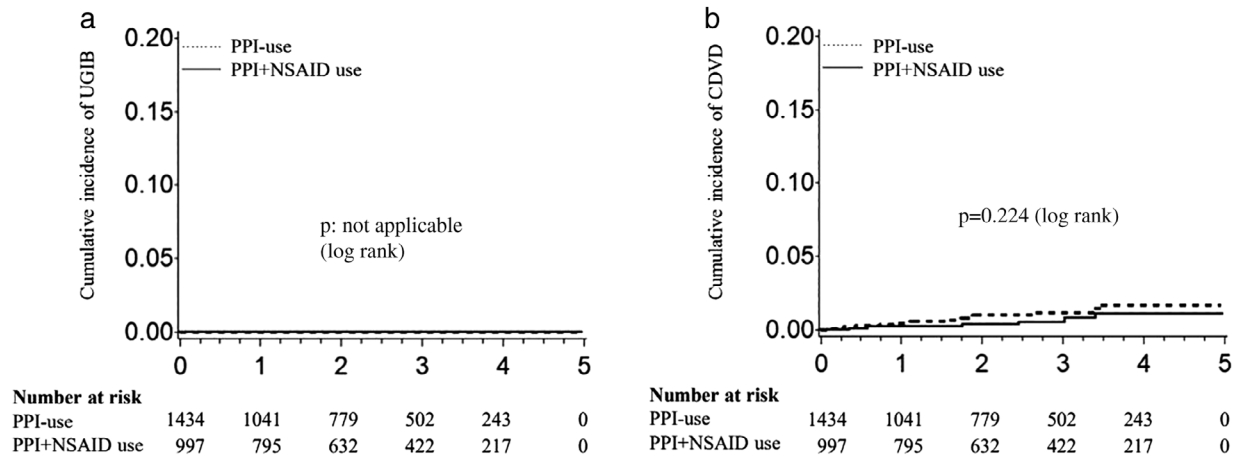 a
Cumulative incidence of UGIB
0.20
0.15
0.10
0.05
0.00
PPI-use
PPI+NSAID use
p: not applicable
(log rank)
0 1 2 3 4 5
Number at risk
PPI-use 1434 1041 779 502 243 0
PPI+NSAID use 997 795 632 422 217 0
b
Cumulative incidence of CDVD
0.20
0.15
0.10
0.05
0.00
PPI-use
PPI+NSAID use
p=0.224 (log rank)
0 1 2 3 4 5
Number at risk
PPI-use 1434 1041 779 502 243 0
PPI+NSAID use 997 795 632 422 217 0